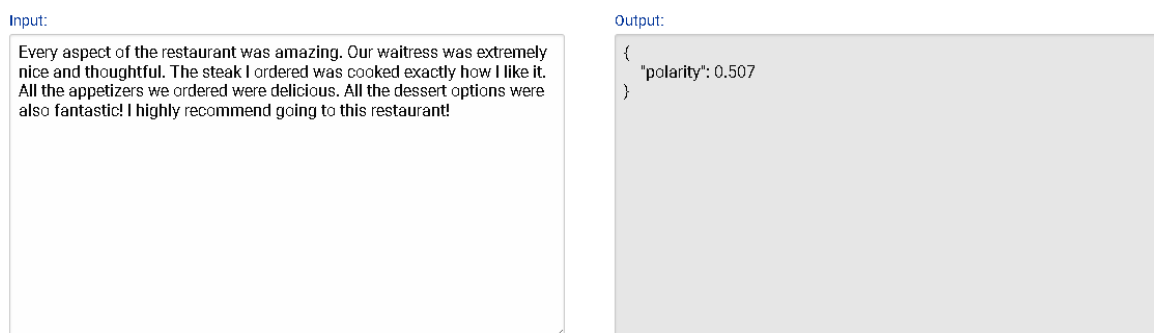 Input:
Every aspect of the restaurant was amazing. Our waitress was extremely
nice and thoughtful. The steak I ordered was cooked exactly how I like it.
All the appetizers we ordered were delicious. All the dessert options were
also fantastic! I highly recommend going to this restaurant!
Output:
{
"polarity": 0.507
}